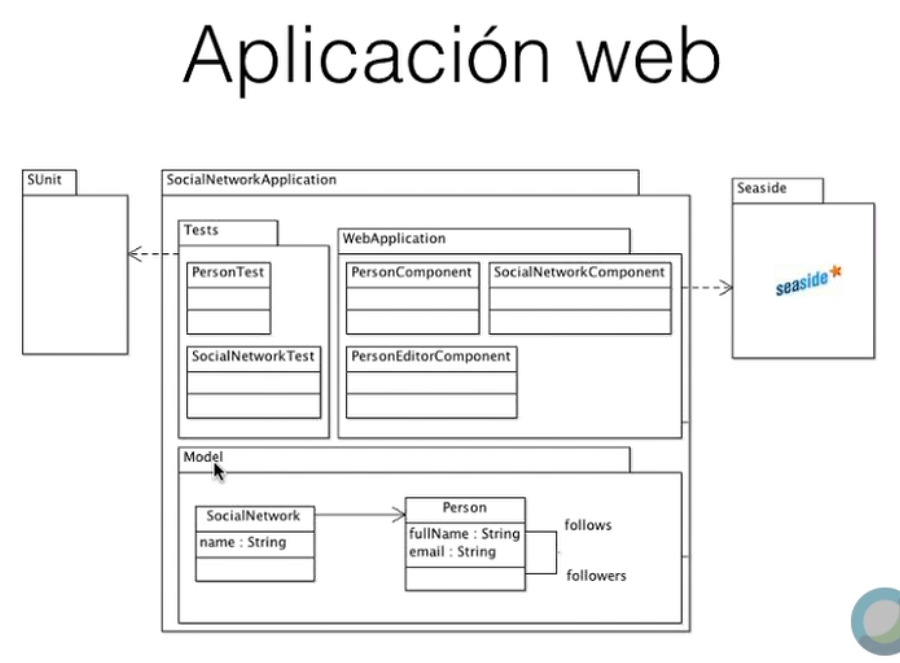 Aplicación web
SUnit
SocialNetworkApplication
Seaside
Tests
WebApplication
PersonTest
PersonComponent
SocialNetworkComponent
seaside
SocialNetworkTest
PersonEditorComponent
Model
SocialNetwork
name : String
Person
fullName : String
email : String
follows
followers